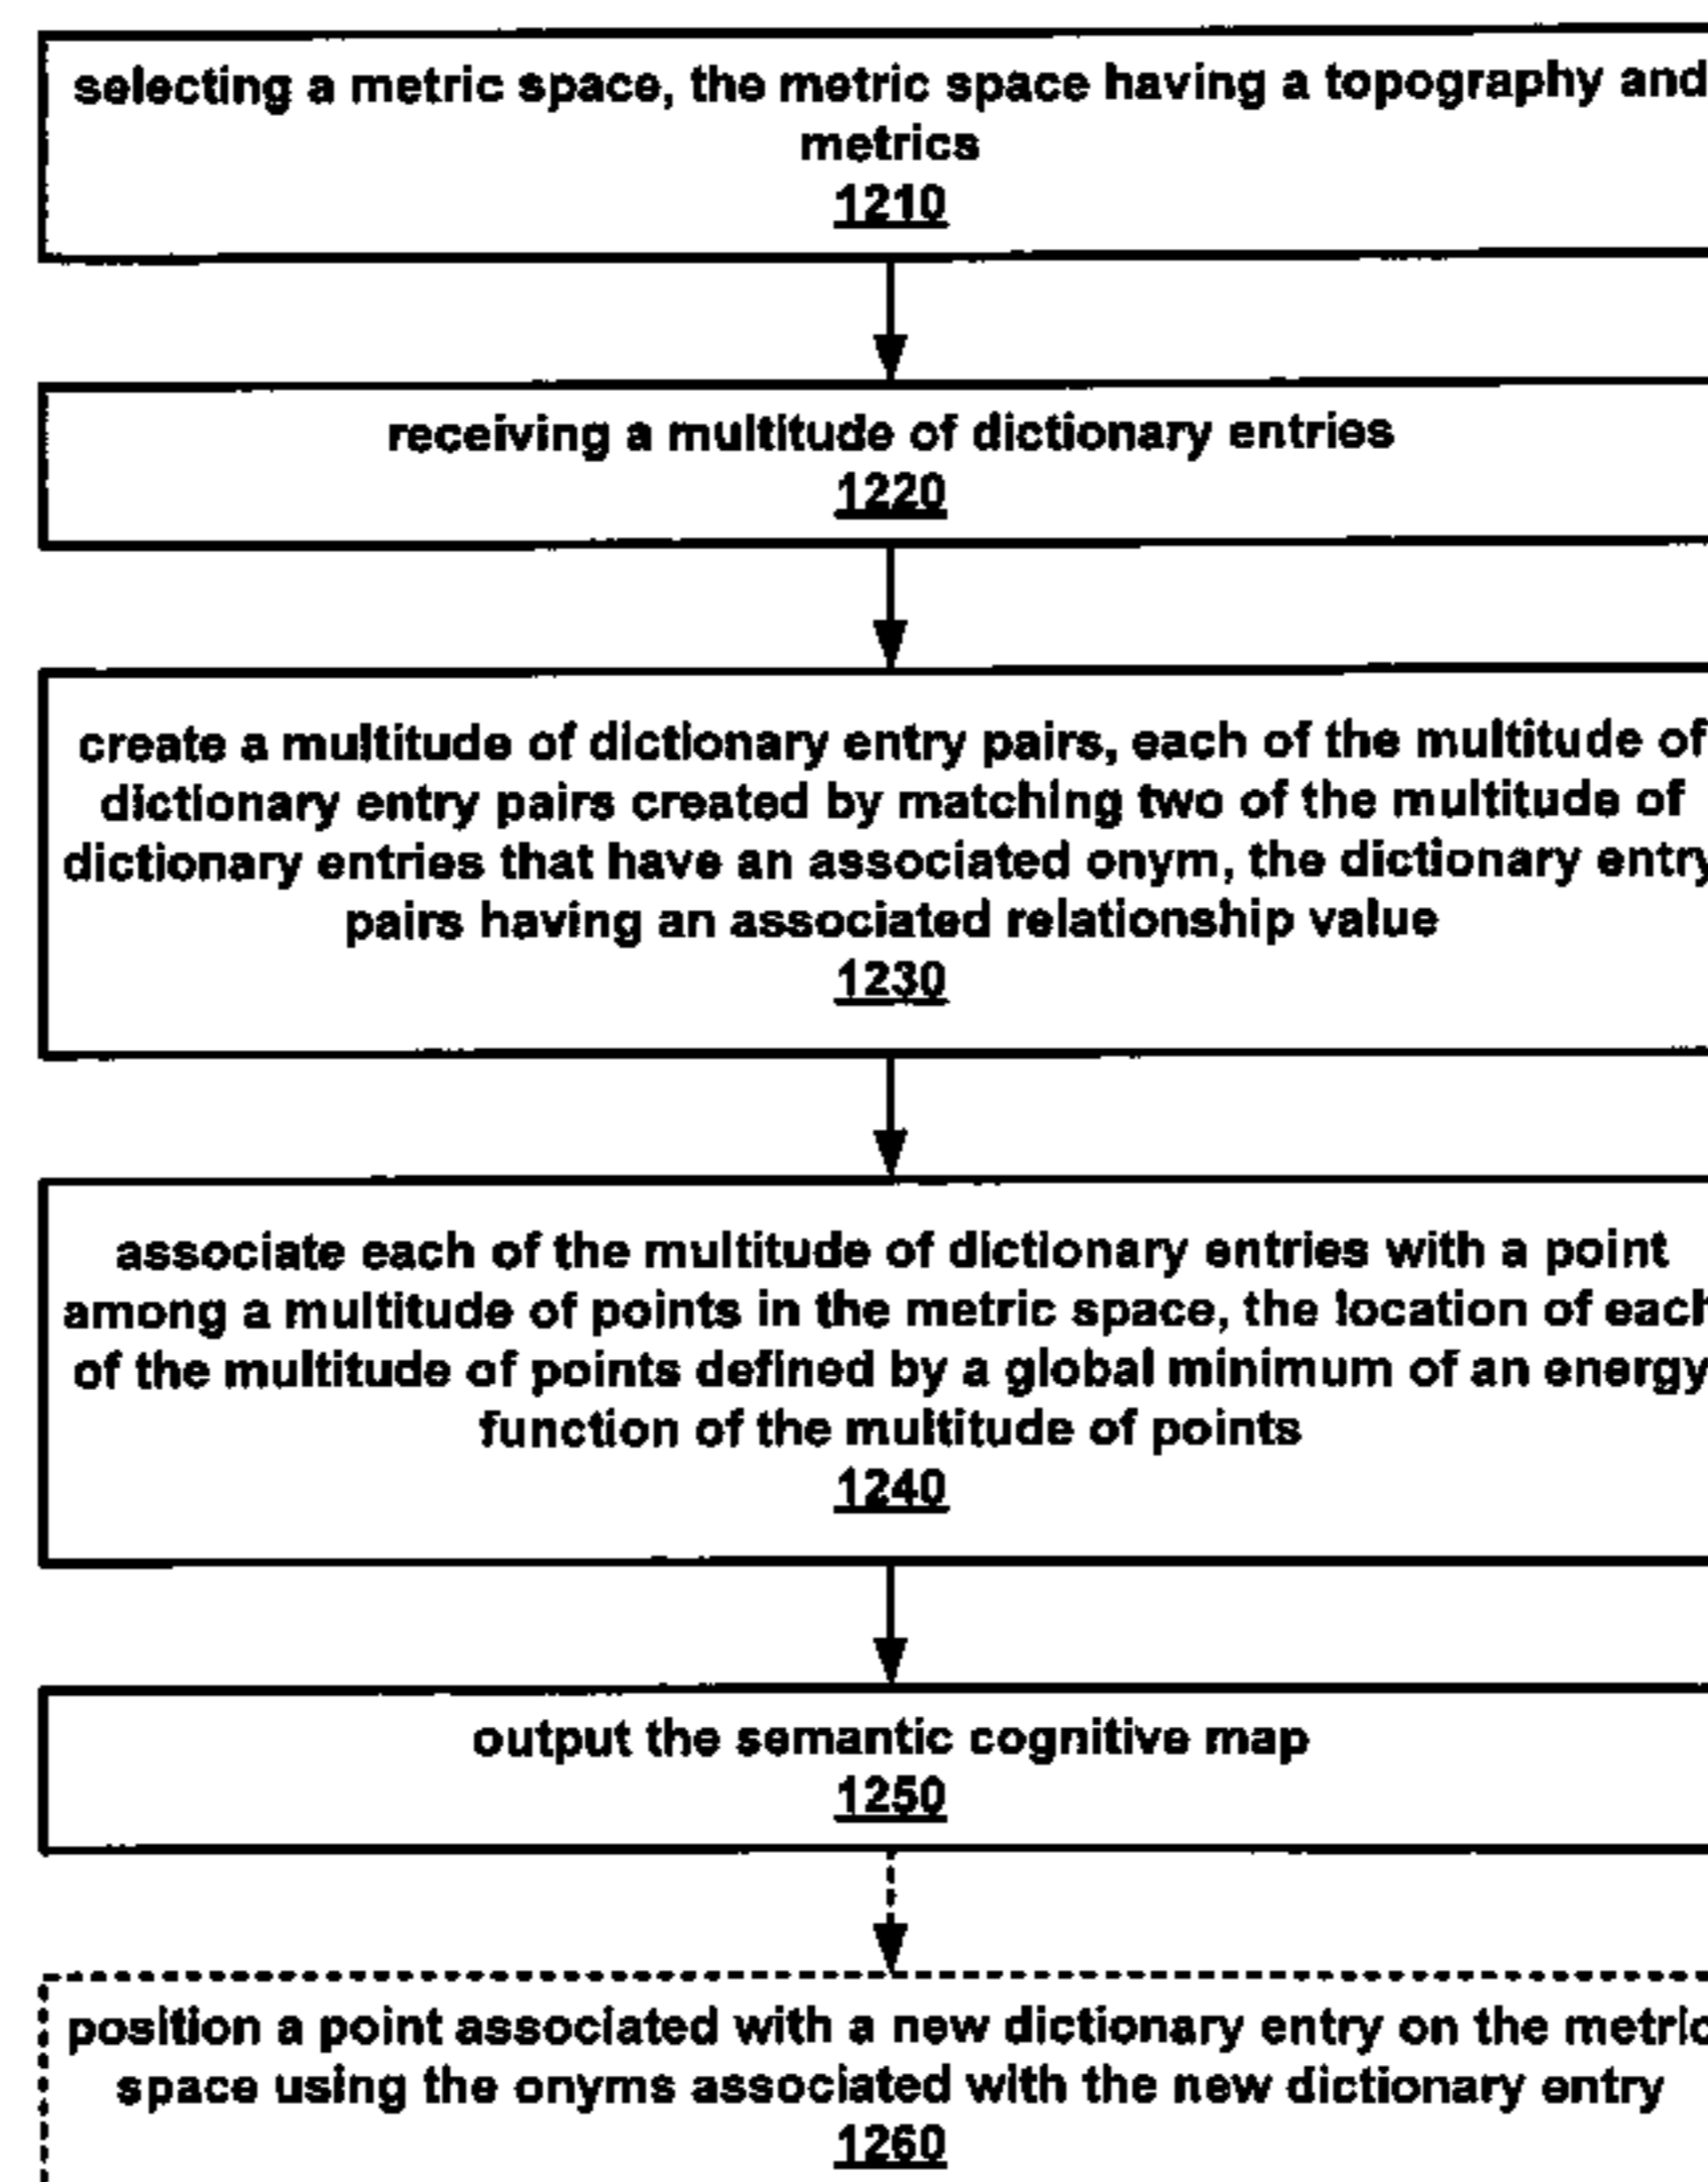 selecting a metric space, the metric space having a topography and
metrics
1210
receiving a multitude of dictionary entries
1220
create a multitude of dictionary entry pairs, each of the multitude of
dictionary entry pairs created by matching two of the multitude of
dictionary entries that have an associated onym, the dictionary entry
pairs having an associated relationship value
1230
associate each of the multitude of dictionary entries with a point
among a multitude of points in the metric space, the location of each
of the multitude of points defined by a global minimum of an energy
function of the multitude of points
1240
output the semantic cognitive map
1250
position a point associated with a new dictionary entry on the metric
space using the onyms associated with the new dictionary entry
1260